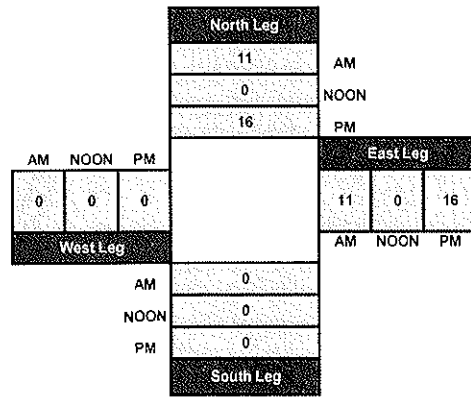 North Leg
11 AM
0 NOON
16 PM
AM NOON PM
East Leg
0 0 0
11 0 16
West Leg
AM NOON PM
AM 0
NOON 0
PM 0
South Leg